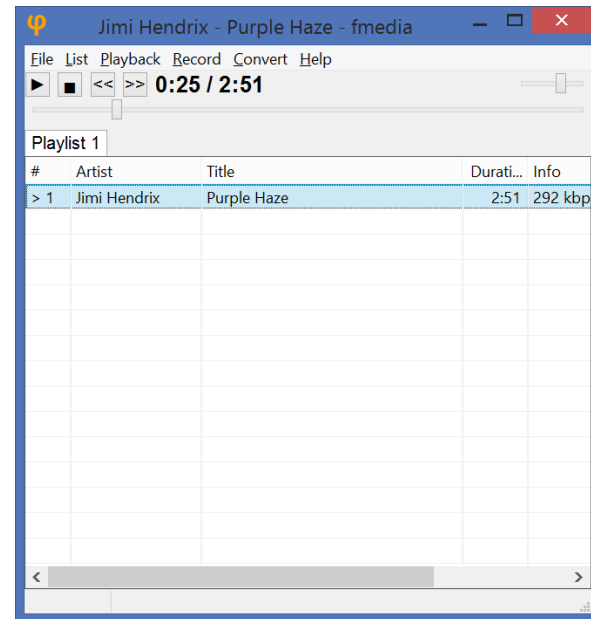 φ Jimi Hendrix - Purple Haze - fmedia
File List Playback Record Convert Help
<< >> 0:25 / 2:51
Playlist 1
# Artist Title Durati... Info
> 1 Jimi Hendrix Purple Haze 2:51 292 kbp